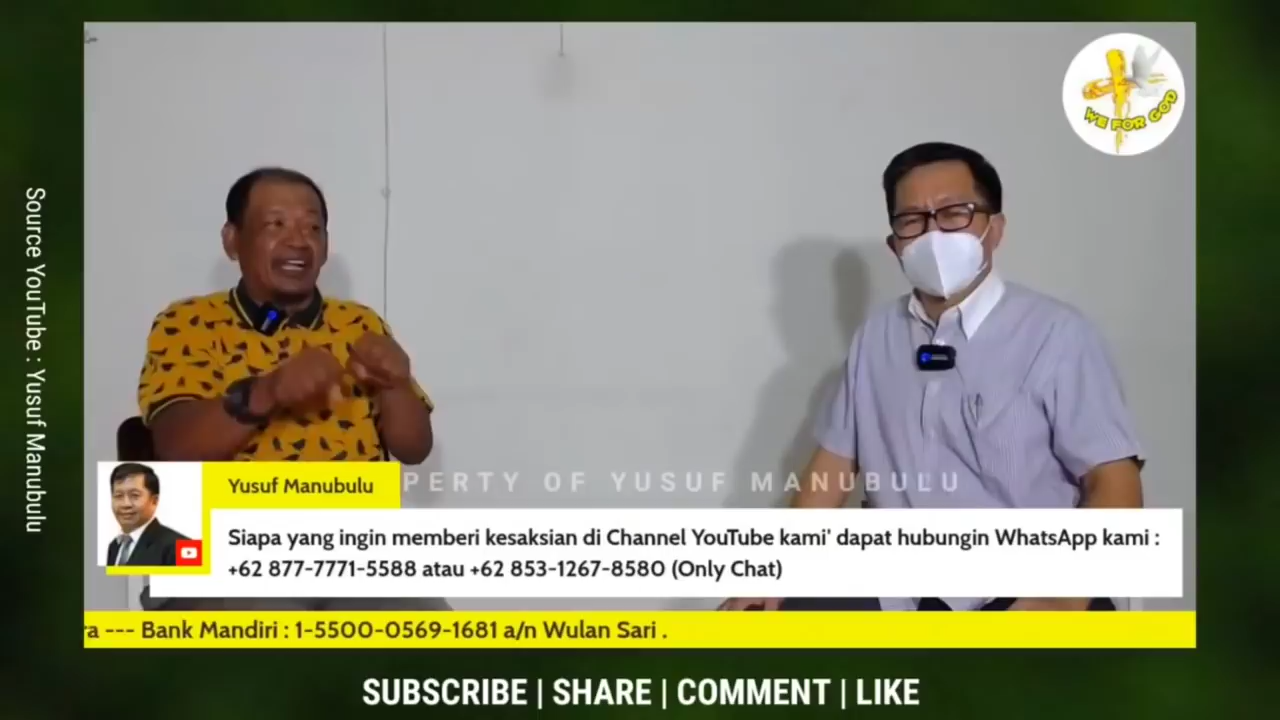 WE FOR GOD
Source YouTube : Yusuf Manubulu
PERTY OF YUSUF MANUBULU
Yusuf Manubulu
Siapa yang ingin memberi kesaksian di Channel YouTube kami' dapat hubungin WhatsApp kami :
+62 877-7771-5588 atau +62 853-1267-8580 (Only Chat)
ra --- Bank Mandiri : 1-5500-0569-1681 a/n Wulan Sari .
SUBSCRIBE | SHARE | COMMENT | LIKE